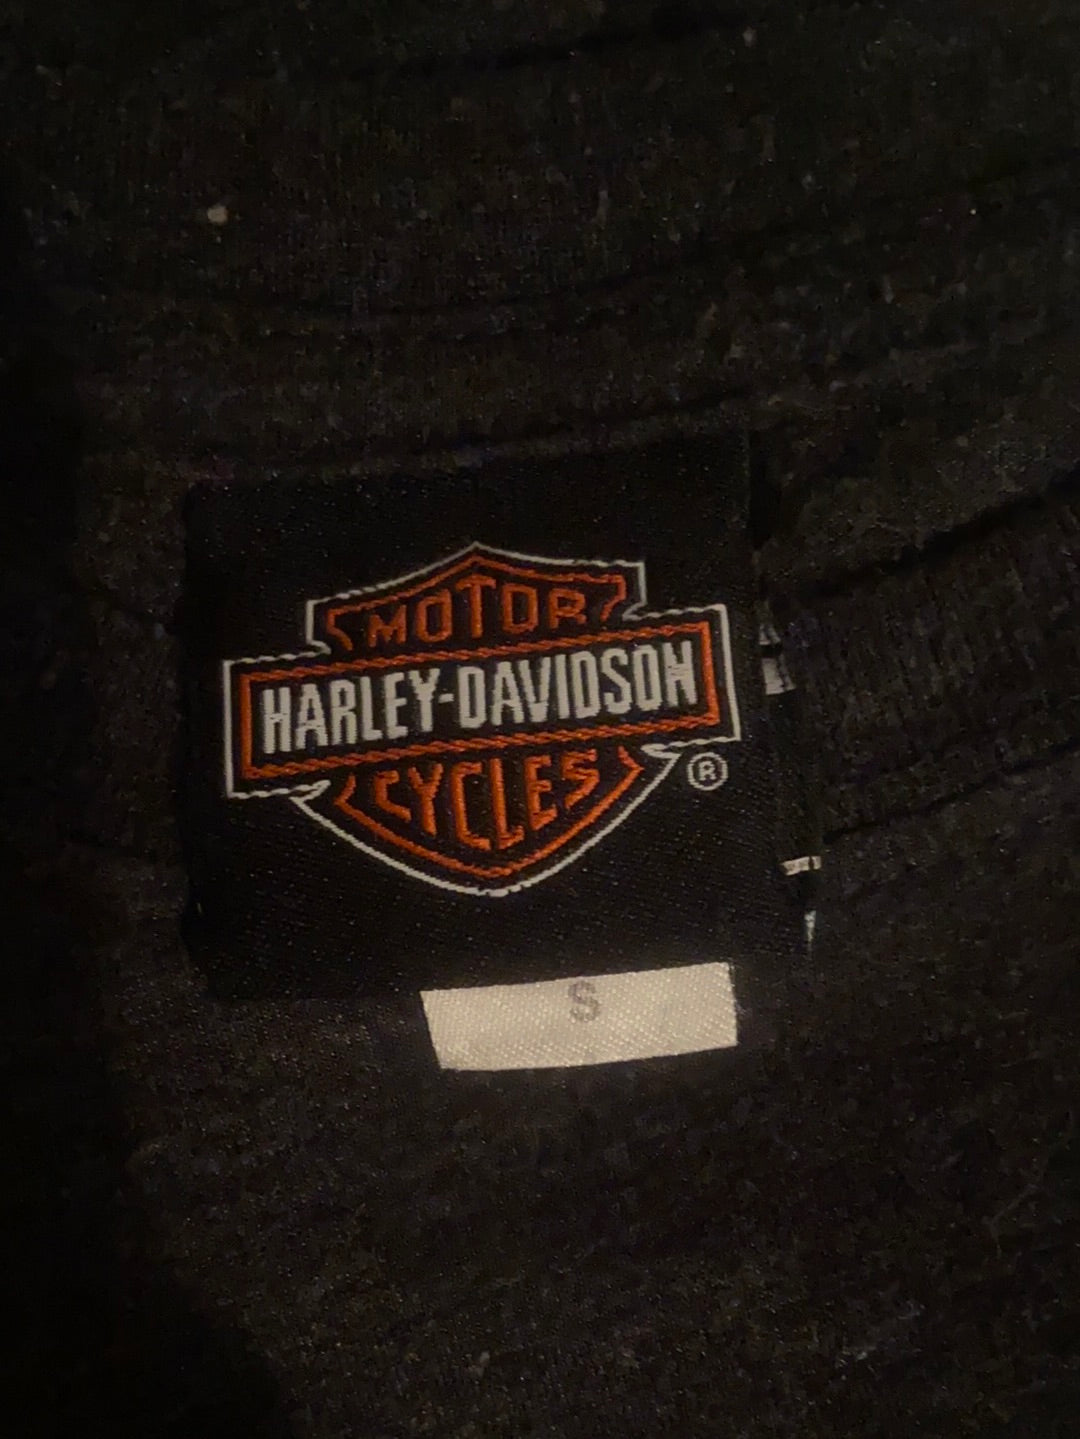 MOTOR
HARLEY-DAVIDSON
CYCLES
®
S